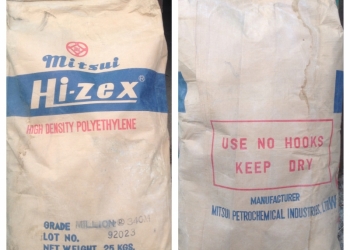 Mitsui
Hi-zex®
HIGH DENSITY POLYETHYLENE
GRADE MILASON
LOT NO. 92023
NET WEIGHT 25 KGS.
USE NO HOOKS
KEEP DRY
MANUFACTURER
MITSUI PETROCHEMICAL INDUSTRIES,